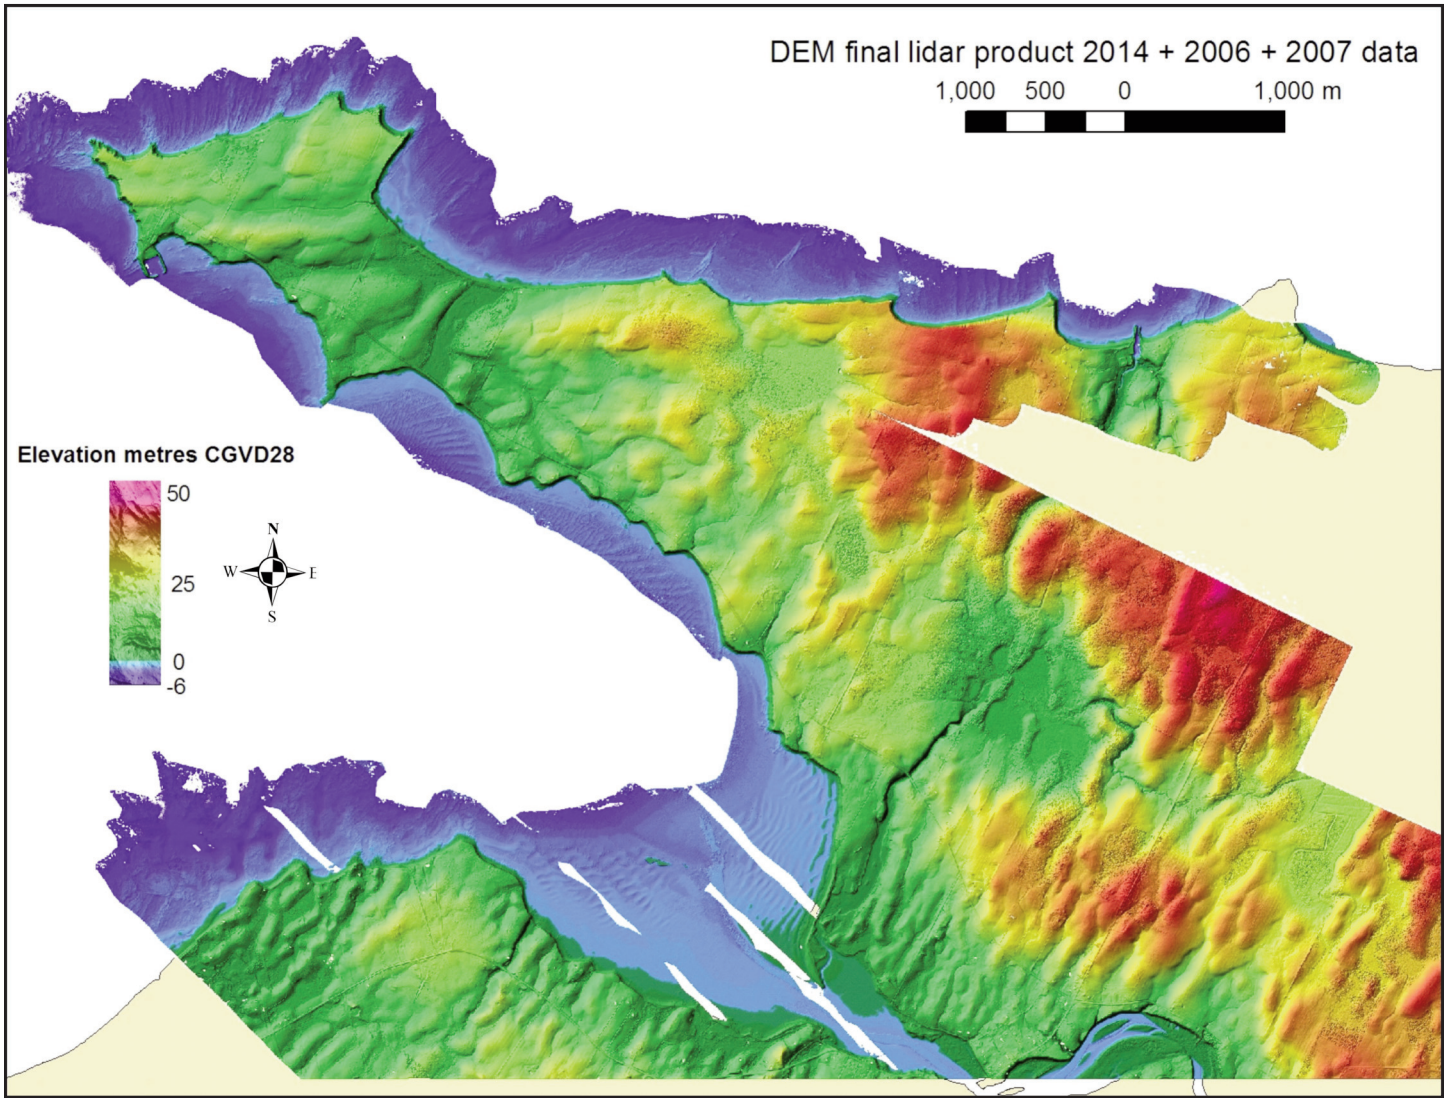 DEM final lidar product 2014 + 2006 + 2007 data
1,000 500 0 1,000 m
Elevation metres CGVD28
50
25
0
-6
N
W E
S